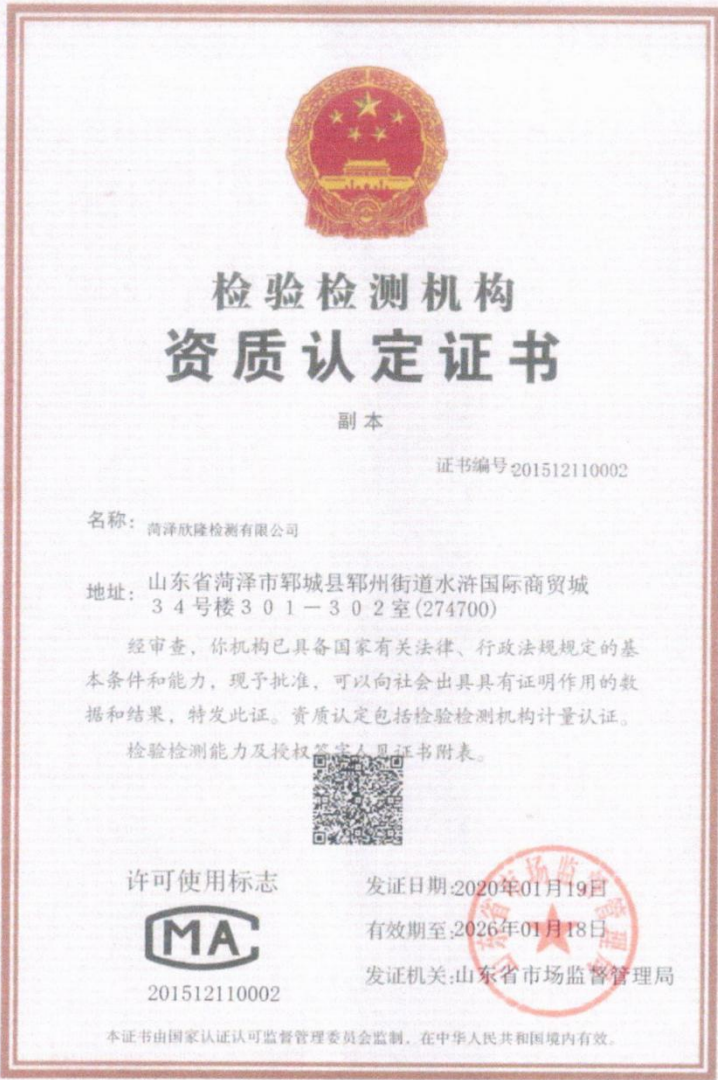 检验检测机构
资质认定证书
副本
证书编号:201512110002
名称: 菏泽欣隆检测有限公司
地址: 山东省菏泽市郓城县郓州街道水浒国际商贸城
34号楼301－302室(274700)
经审查，你机构已具备国家有关法律、行政法规规定的基
本条件和能力，现予批准，可以向社会出具具有证明作用的数
据和结果，特发此证。资质认定包括检验检测机构计量认证。
检验检测能力及授权签字人见证书附表。
许可使用标志
MA
201512110002
发证日期:2020年01月19日
有效期至:2026年01月18日
发证机关:山东省市场监督管理局
山东省市场监督管理局
本证书由国家认证认可监督管理委员会监制，在中华人民共和国境内有效。